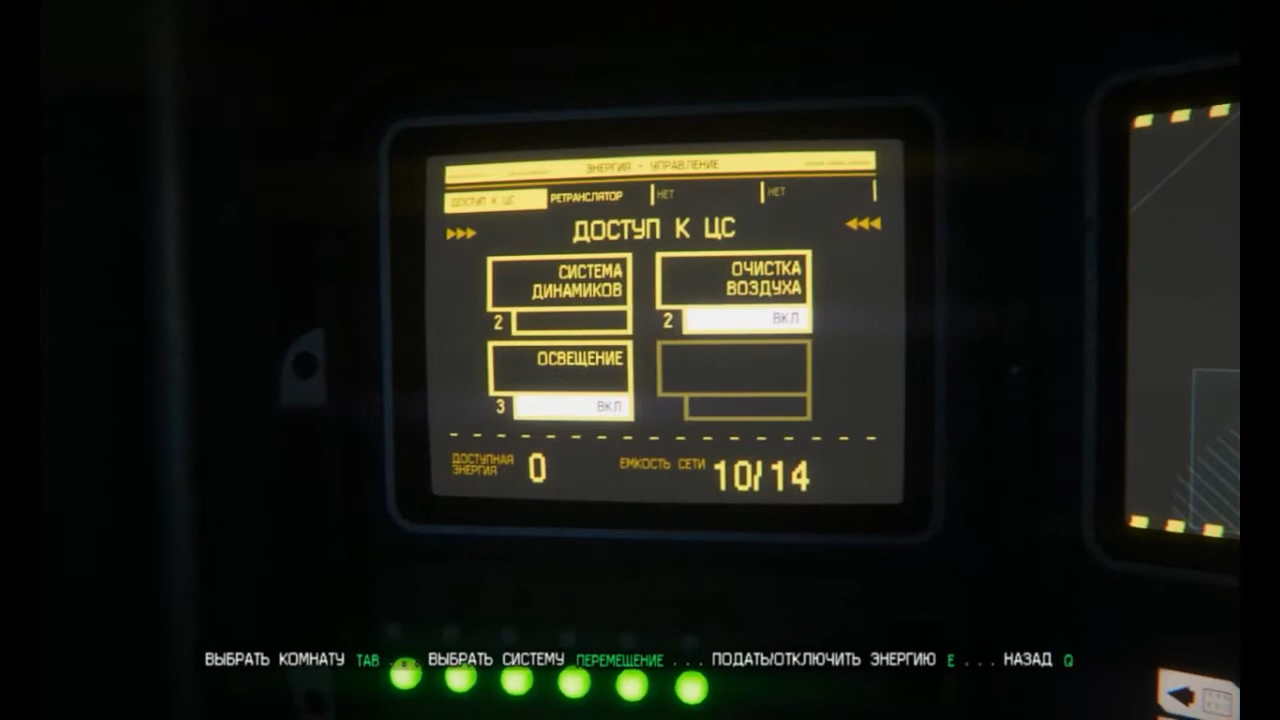 ЭНЕРГИЯ - УПРАВЛЕНИЕ
ДОСТУП К ЦС РЕТРАНСЛЯТОР НЕТ НЕТ
ДОСТУП К ЦС
СИСТЕМА
ДИНАМИКОВ
2
ОЧИСТКА
ВОЗДУХА
2 ВКЛ
ОСВЕЩЕНИЕ
3 ВКЛ
ДОСТУПНАЯ
ЭНЕРГИЯ 0
ЕМКОСТЬ СЕТИ 10/14
ВЫБРАТЬ КОМНАТУ TAB ... ВЫБРАТЬ СИСТЕМУ ПЕРЕМЕЩЕНИЕ ... ПОДАТЬ/ОТКЛЮЧИТЬ ЭНЕРГИЮ E ... НАЗАД Q